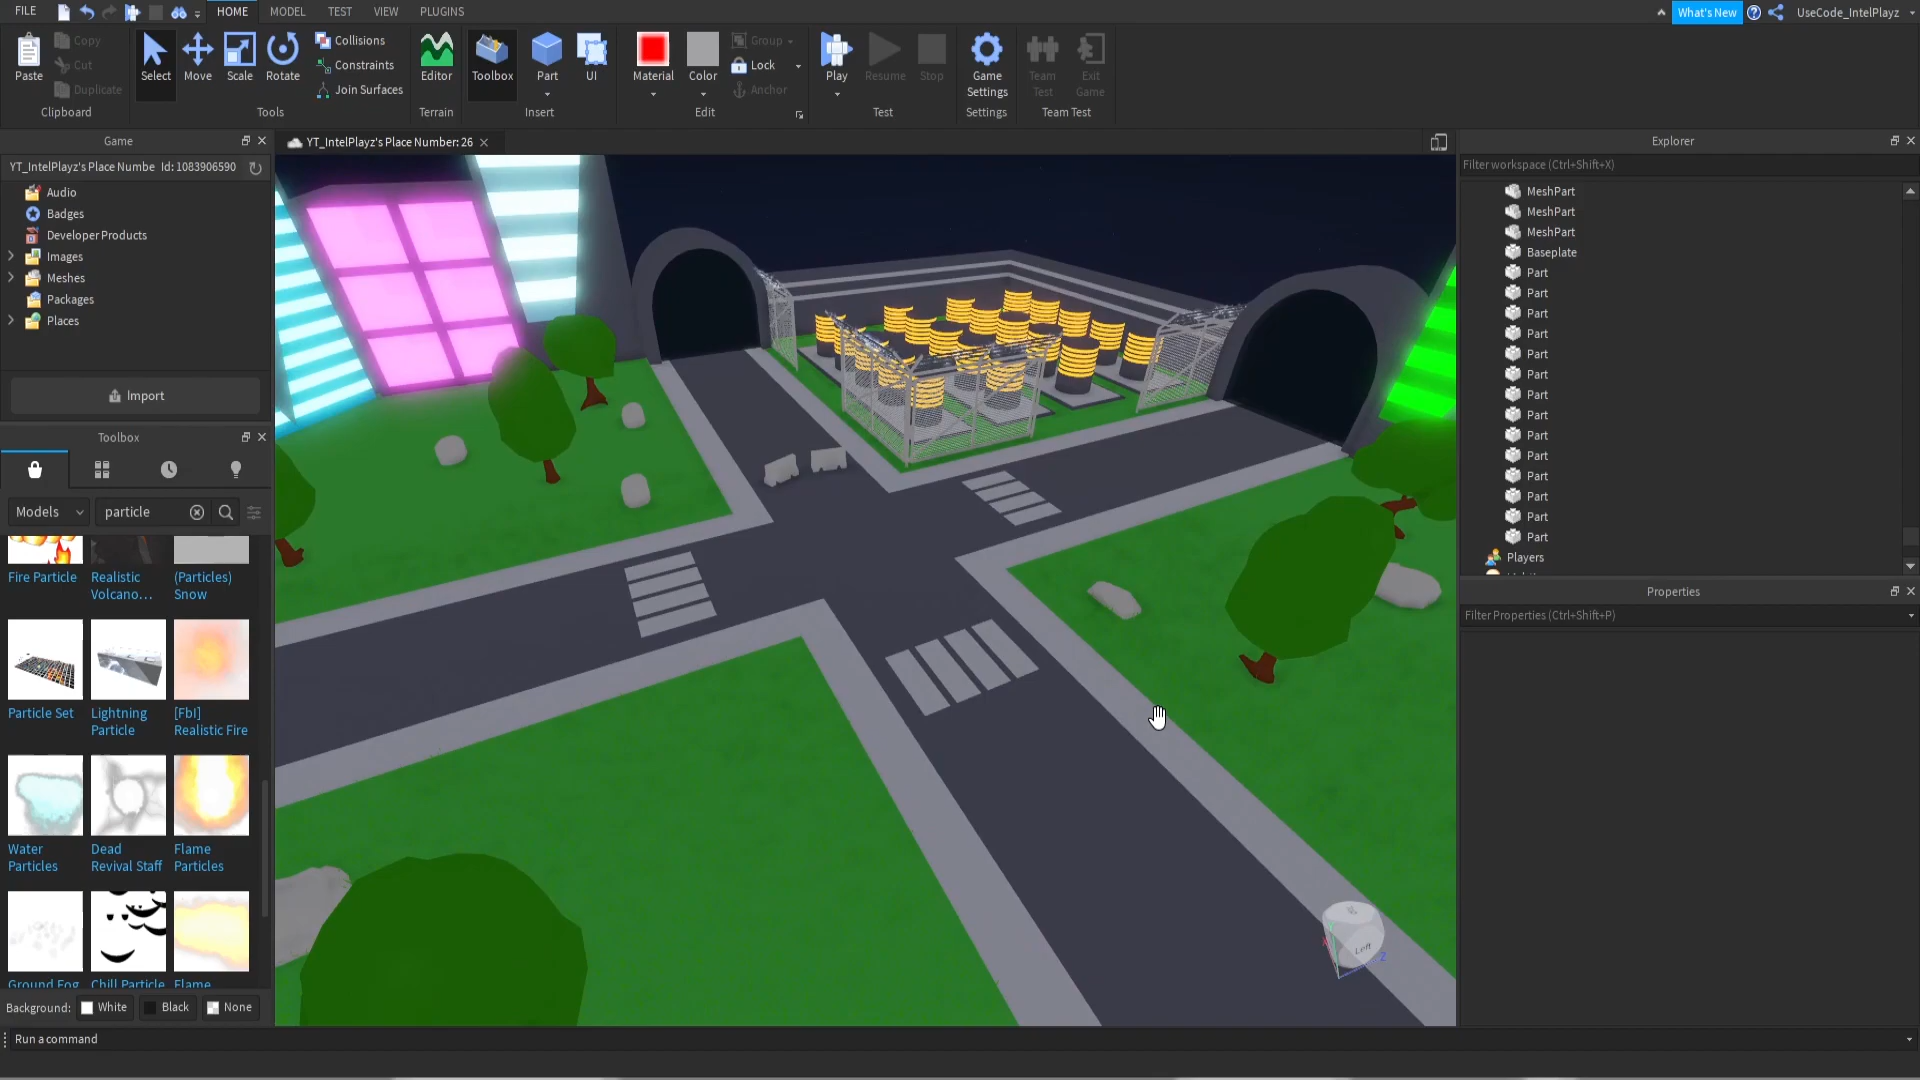 FILE
HOME
MODEL
TEST
VIEW
PLUGINS
What's New
UseCode_IntelPlayz
Paste
Copy
Cut
Duplicate
Clipboard
Select
Move
Scale
Rotate
Collisions
Constraints
Join Surfaces
Tools
Editor
Terrain
Toolbox
Part
UI
Insert
Material
Color
Group
Lock
Anchor
Edit
Play
Resume
Stop
Test
Game
Settings
Settings
Team
Test
Exit
Game
Team Test
Game
YT_IntelPlayz's Place Numbe Id: 1083906590
Audio
Badges
Developer Products
Images
Meshes
Packages
Places
Import
Toolbox
Models
particle
Fire Particle
Realistic
Volcano...
(Particles)
Snow
Particle Set
Lightning
Particle
[FbI]
Realistic Fire
Water
Particles
Dead
Revival Staff
Flame
Particles
Ground Fog
Chill Particle
Flame
Background:
White
Black
None
Run a command
YT_IntelPlayz's Place Number: 26
Left
Z
Explorer
Filter workspace (Ctrl+Shift+X)
MeshPart
MeshPart
MeshPart
Baseplate
Part
Part
Part
Part
Part
Part
Part
Part
Part
Part
Part
Part
Part
Part
Players
Properties
Filter Properties (Ctrl+Shift+P)